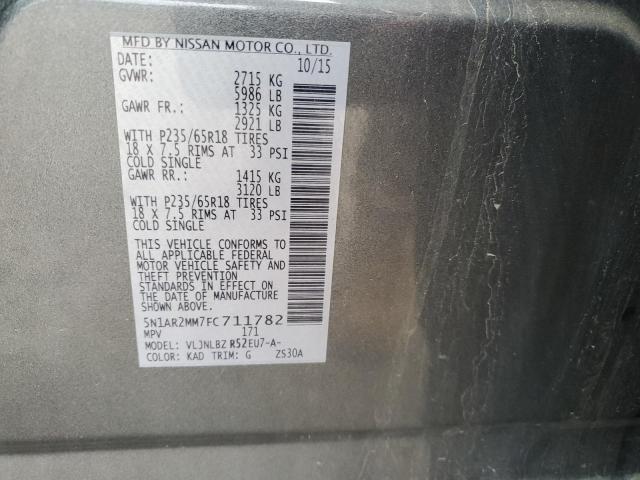 MFD BY NISSAN MOTOR CO., LTD.
DATE: 10/15
GVWR: 2715 KG
5986 LB
GAWR FR.: 1325 KG
2921 LB
WITH P235/65R18 TIRES
18 X 7.5 RIMS AT 33 PSI
COLD SINGLE
GAWR RR.: 1415 KG
3120 LB
WITH P235/65R18 TIRES
18 X 7.5 RIMS AT 33 PSI
COLD SINGLE
THIS VEHICLE CONFORMS TO
ALL APPLICABLE FEDERAL
MOTOR VEHICLE SAFETY AND
THEFT PREVENTION
STANDARDS IN EFFECT ON
THE DATE OF MANUFACTURE
SHOWN ABOVE.
5N1AR2MM7FC711782
MPV 171
MODEL: VLJNLBZ R52EU7-A-
COLOR: KAD TRIM: G ZS30A